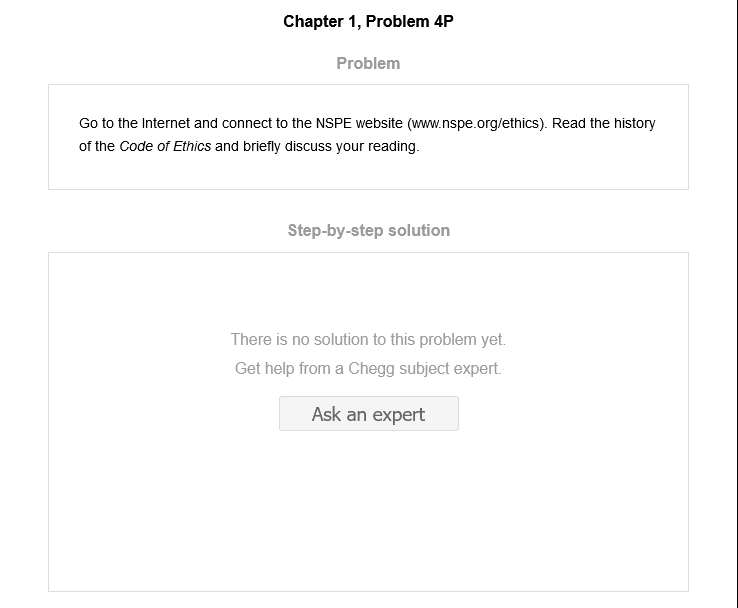 Chapter 1, Problem 4P
Problem
Go to the Internet and connect to the NSPE website (www.nspe.org/ethics). Read the history
of the Code of Ethics and briefly discuss your reading.
Step-by-step solution
There is no solution to this problem yet.
Get help from a Chegg subject expert.
Ask an expert